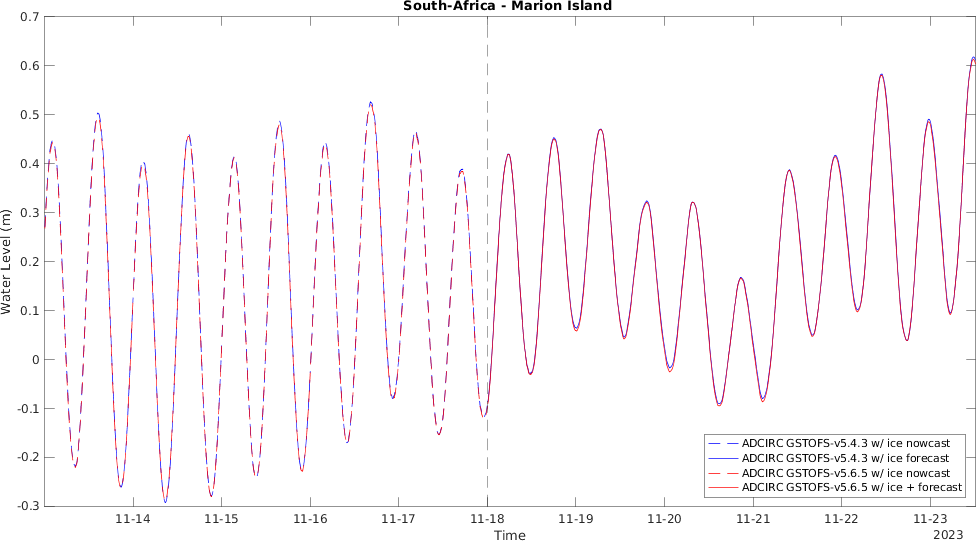 South-Africa - Marion Island
0.7
0.6
0.5
0.4
0.3
0.2
0.1
0
-0.1
-0.2
-0.3
Water Level (m)
ADCIRC GSTOFS-v5.4.3 w/ ice nowcast
ADCIRC GSTOFS-v5.4.3 w/ ice forecast
ADCIRC GSTOFS-v5.6.5 w/ ice nowcast
ADCIRC GSTOFS-v5.6.5 w/ ice + forecast
11-14 11-15 11-16 11-17 11-18 11-19 11-20 11-21 11-22 11-23
Time
2023